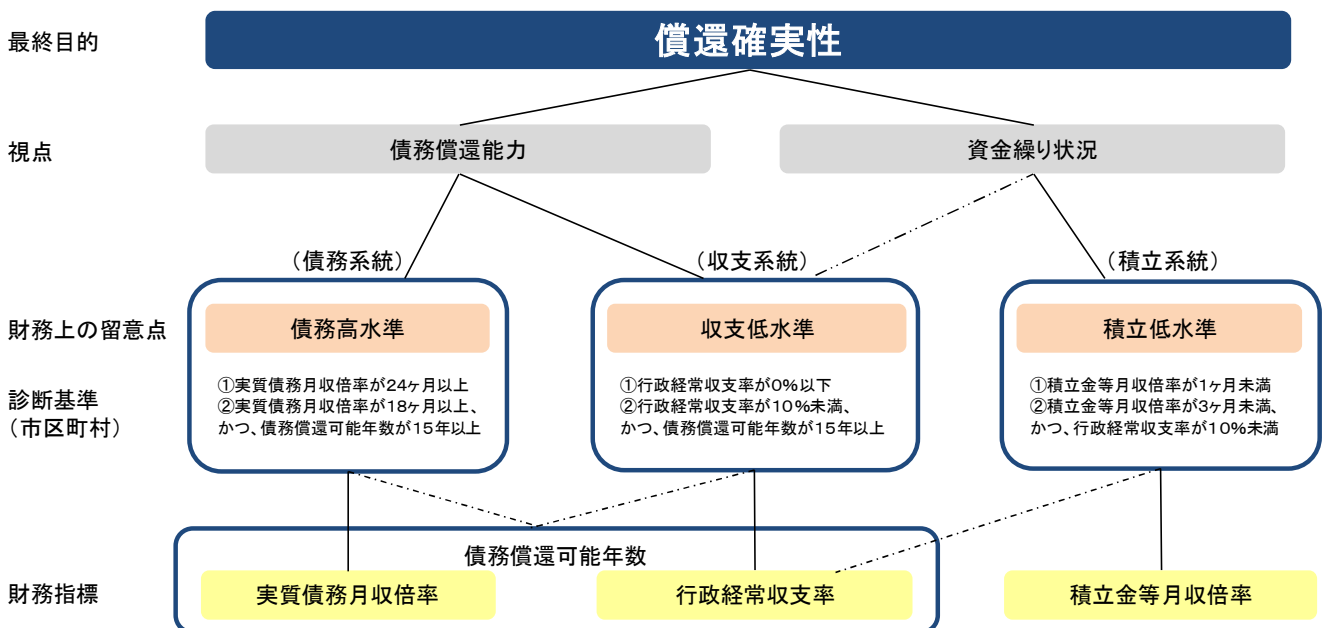 最終目的
償還確実性
視点
債務償還能力
資金繰り状況
（債務系統）
（収支系統）
（積立系統）
財務上の留意点
債務高水準
収支低水準
積立低水準
診断基準
（市区町村）
①実質債務月収倍率が24ヶ月以上
②実質債務月収倍率が18ヶ月以上、
かつ、債務償還可能年数が15年以上
①行政経常収支率が0%以下
②行政経常収支率が10%未満、
かつ、債務償還可能年数が15年以上
①積立金等月収倍率が1ヶ月未満
②積立金等月収倍率が3ヶ月未満、
かつ、行政経常収支率が10%未満
債務償還可能年数
財務指標
実質債務月収倍率
行政経常収支率
積立金等月収倍率